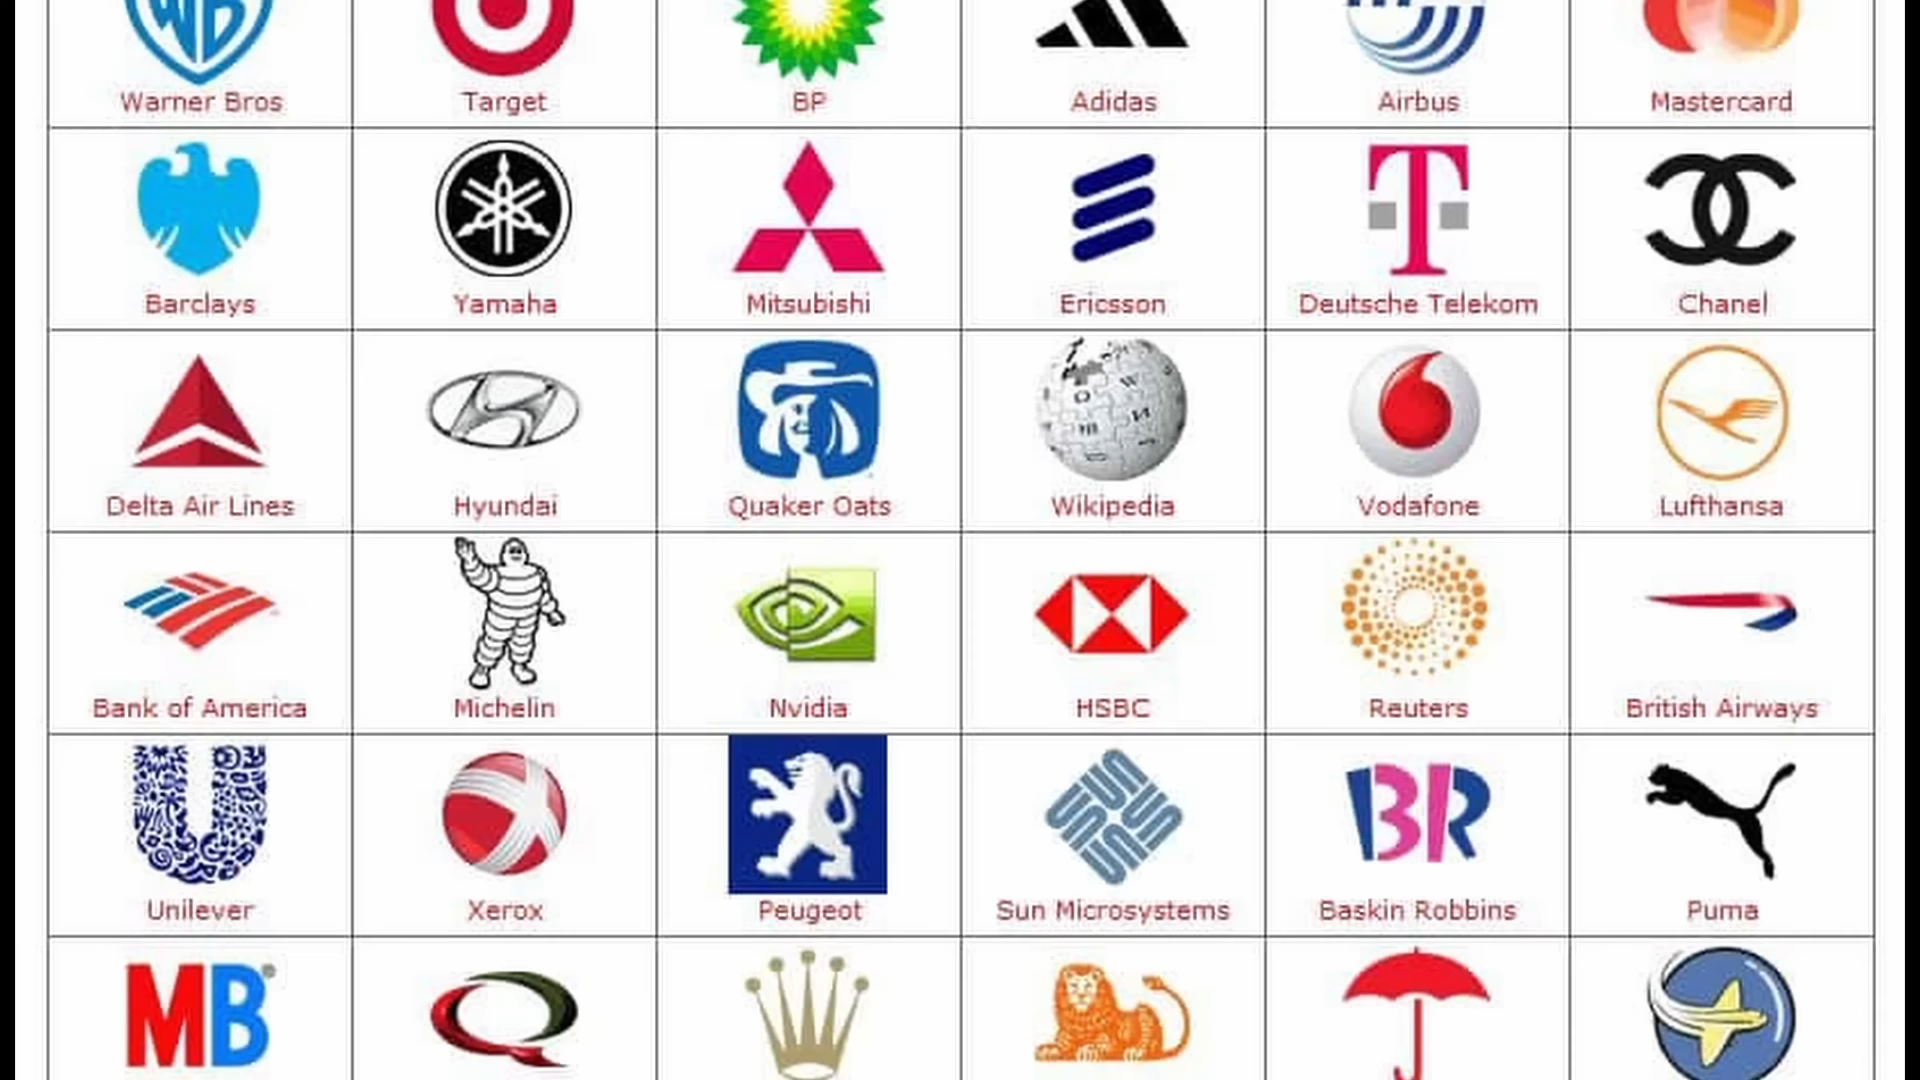 WB
Warner Bros
Target
BP
Adidas
Airbus
Mastercard
T
Barclays
Yamaha
Mitsubishi
Ericsson
Deutsche Telekom
Chanel
Delta Air Lines
Hyundai
Quaker Oats
Wikipedia
Vodafone
Lufthansa
Bank of America
Michelin
Nvidia
HSBC
Reuters
British Airways
U
BR
Unilever
Xerox
Peugeot
Sun Microsystems
Baskin Robbins
Puma
MB